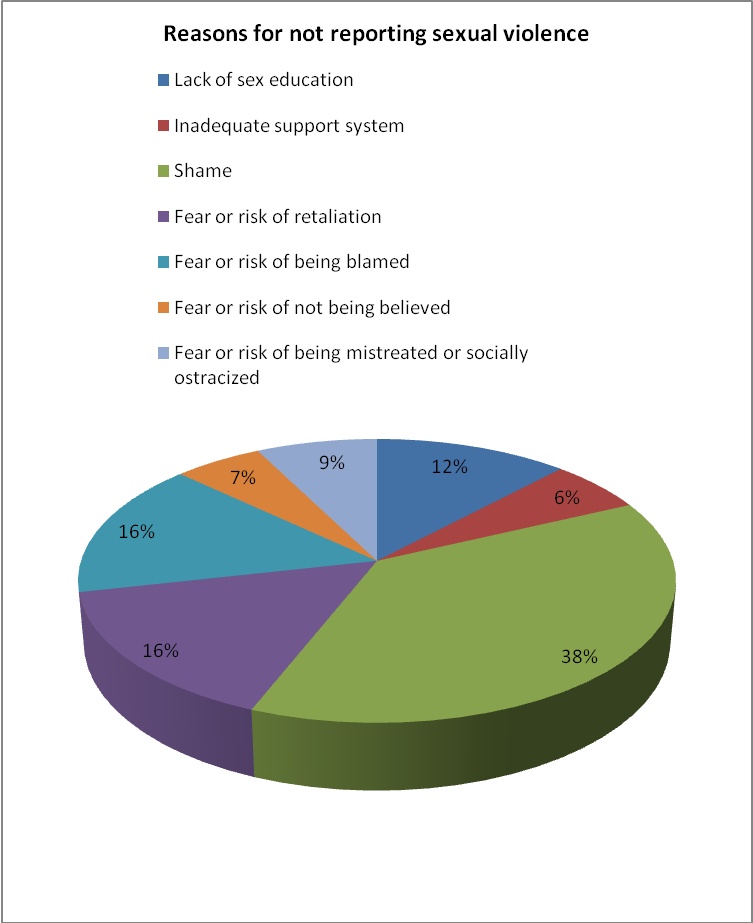 Reasons for not reporting sexual violence
Lack of sex education
Inadequate support system
Shame
Fear or risk of retaliation
Fear or risk of being blamed
Fear or risk of not being believed
Fear or risk of being mistreated or socially
ostracized
9%
12%
7%
6%
16%
16%
38%